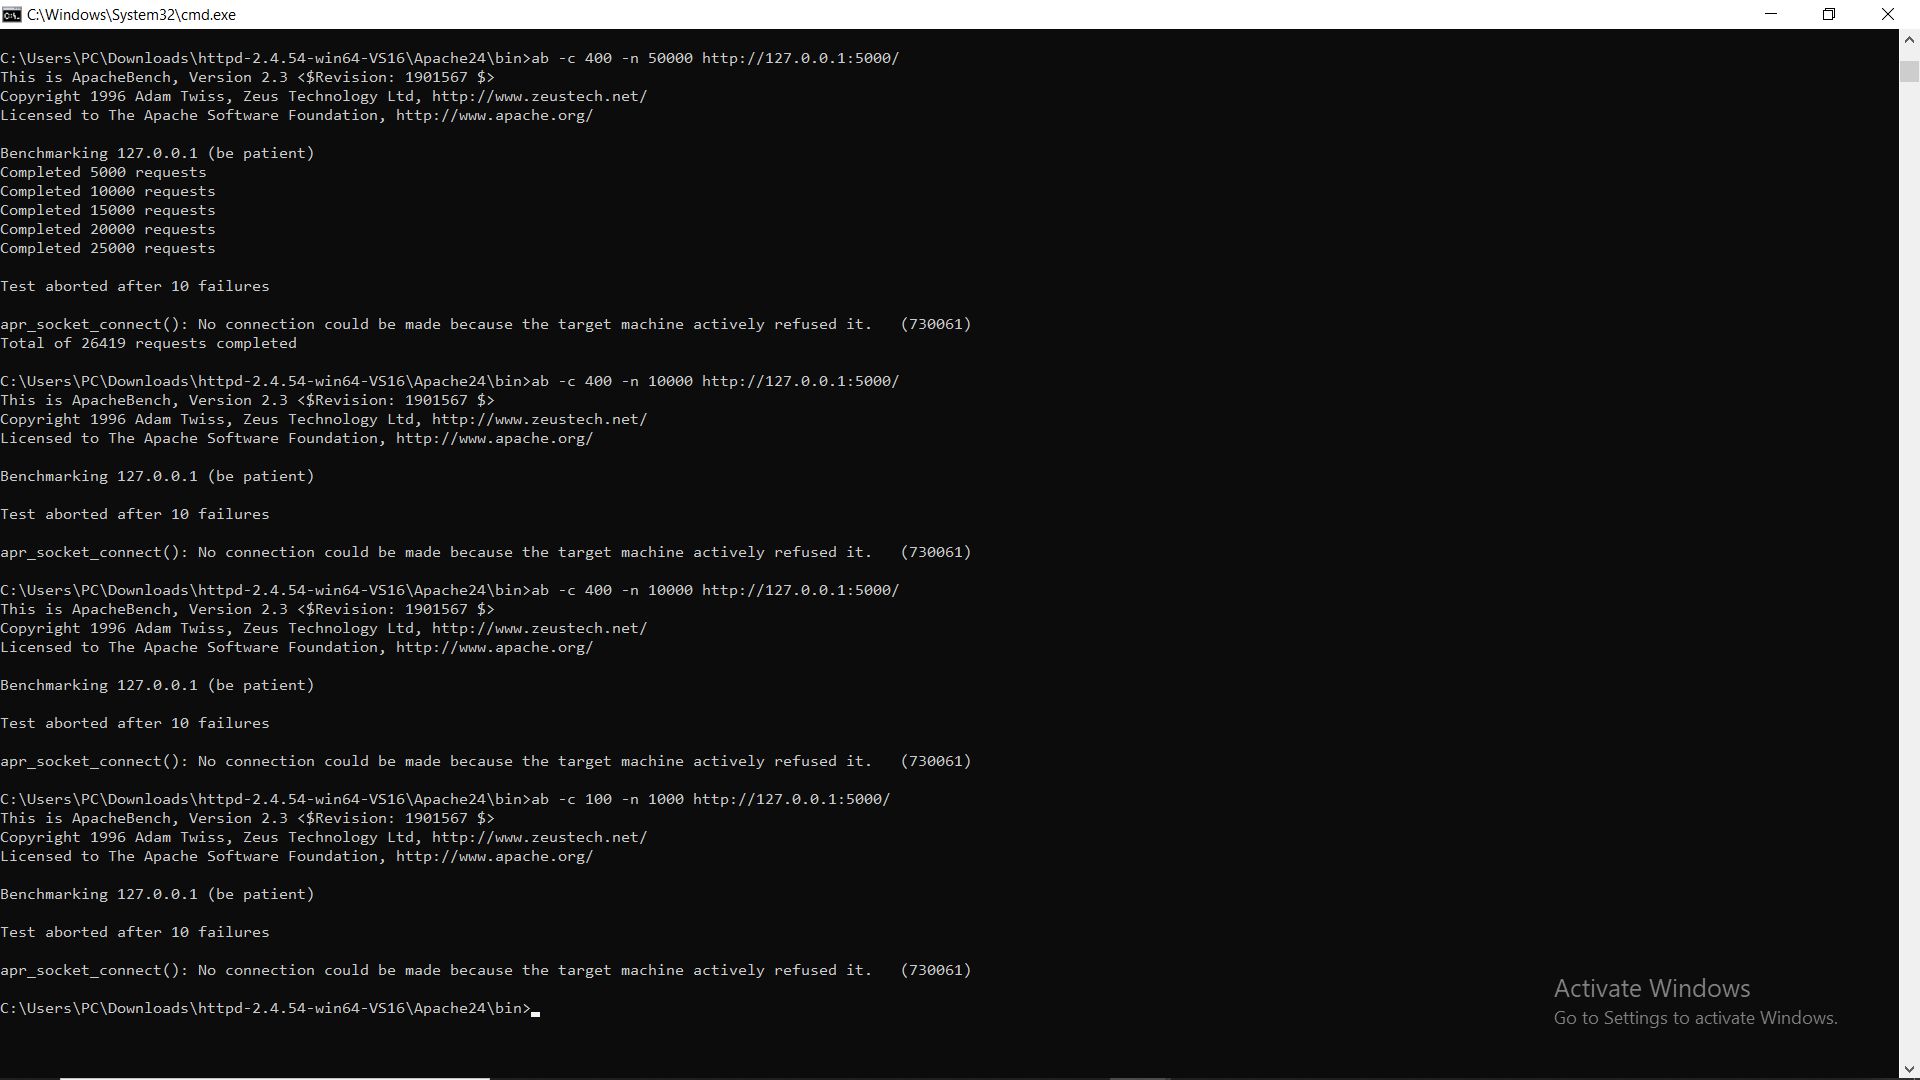 C:\Windows\System32\cmd.exe
C:\Users\PC\Downloads\httpd-2.4.54-win64-VS16\Apache24\bin>ab -c 400 -n 50000 http://127.0.0.1:5000/
This is ApacheBench, Version 2.3 <$Revision: 1901567 $>
Copyright 1996 Adam Twiss, Zeus Technology Ltd, http://www.zeustech.net/
Licensed to The Apache Software Foundation, http://www.apache.org/
Benchmarking 127.0.0.1 (be patient)
Completed 5000 requests
Completed 10000 requests
Completed 15000 requests
Completed 20000 requests
Completed 25000 requests
Test aborted after 10 failures
apr_socket_connect(): No connection could be made because the target machine actively refused it.   (730061)
Total of 26419 requests completed
C:\Users\PC\Downloads\httpd-2.4.54-win64-VS16\Apache24\bin>ab -c 400 -n 10000 http://127.0.0.1:5000/
This is ApacheBench, Version 2.3 <$Revision: 1901567 $>
Copyright 1996 Adam Twiss, Zeus Technology Ltd, http://www.zeustech.net/
Licensed to The Apache Software Foundation, http://www.apache.org/
Benchmarking 127.0.0.1 (be patient)
Test aborted after 10 failures
apr_socket_connect(): No connection could be made because the target machine actively refused it.   (730061)
C:\Users\PC\Downloads\httpd-2.4.54-win64-VS16\Apache24\bin>ab -c 400 -n 10000 http://127.0.0.1:5000/
This is ApacheBench, Version 2.3 <$Revision: 1901567 $>
Copyright 1996 Adam Twiss, Zeus Technology Ltd, http://www.zeustech.net/
Licensed to The Apache Software Foundation, http://www.apache.org/
Benchmarking 127.0.0.1 (be patient)
Test aborted after 10 failures
apr_socket_connect(): No connection could be made because the target machine actively refused it.   (730061)
C:\Users\PC\Downloads\httpd-2.4.54-win64-VS16\Apache24\bin>ab -c 100 -n 1000 http://127.0.0.1:5000/
This is ApacheBench, Version 2.3 <$Revision: 1901567 $>
Copyright 1996 Adam Twiss, Zeus Technology Ltd, http://www.zeustech.net/
Licensed to The Apache Software Foundation, http://www.apache.org/
Benchmarking 127.0.0.1 (be patient)
Test aborted after 10 failures
apr_socket_connect(): No connection could be made because the target machine actively refused it.   (730061)
C:\Users\PC\Downloads\httpd-2.4.54-win64-VS16\Apache24\bin>
Activate Windows
Go to Settings to activate Windows.